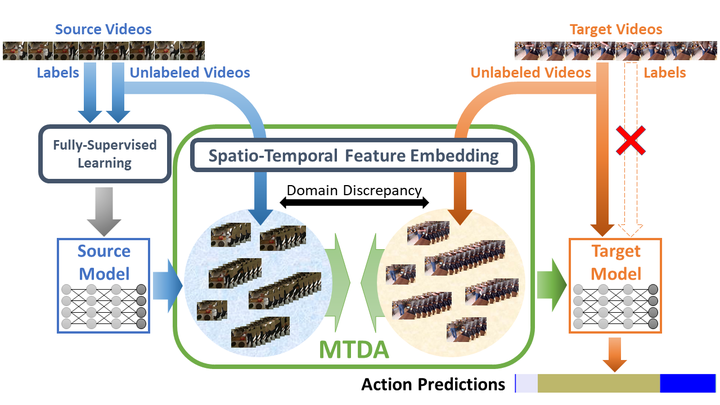 Source Videos
Target Videos
Labels
Unlabeled Videos
Unlabeled Videos
Labels
Fully-Supervised
Learning
Spatio-Temporal Feature Embedding
Domain Discrepancy
Source
Model
Target
Model
MTDA
Action Predictions